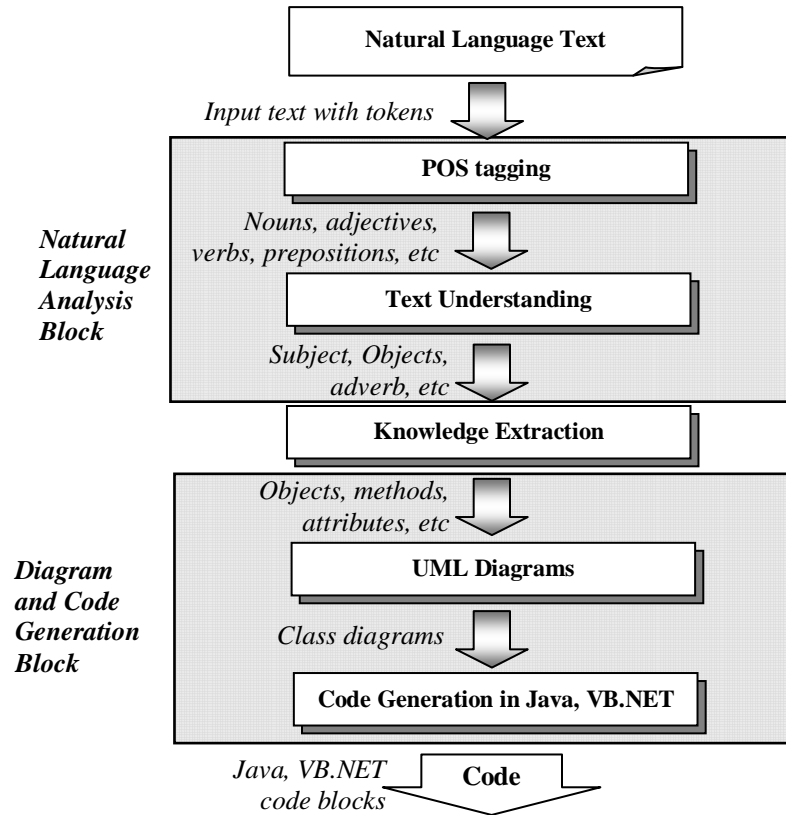 Natural Language Text
Input text with tokens
POS tagging
Nouns, adjectives,
verbs, prepositions, etc
Natural
Language
Analysis
Block
Text Understanding
Subject, Objects,
adverb, etc
Knowledge Extraction
Objects, methods,
attributes, etc
UML Diagrams
Diagram
and Code
Generation
Block
Class diagrams
Code Generation in Java, VB.NET
Java, VB.NET
code blocks
Code